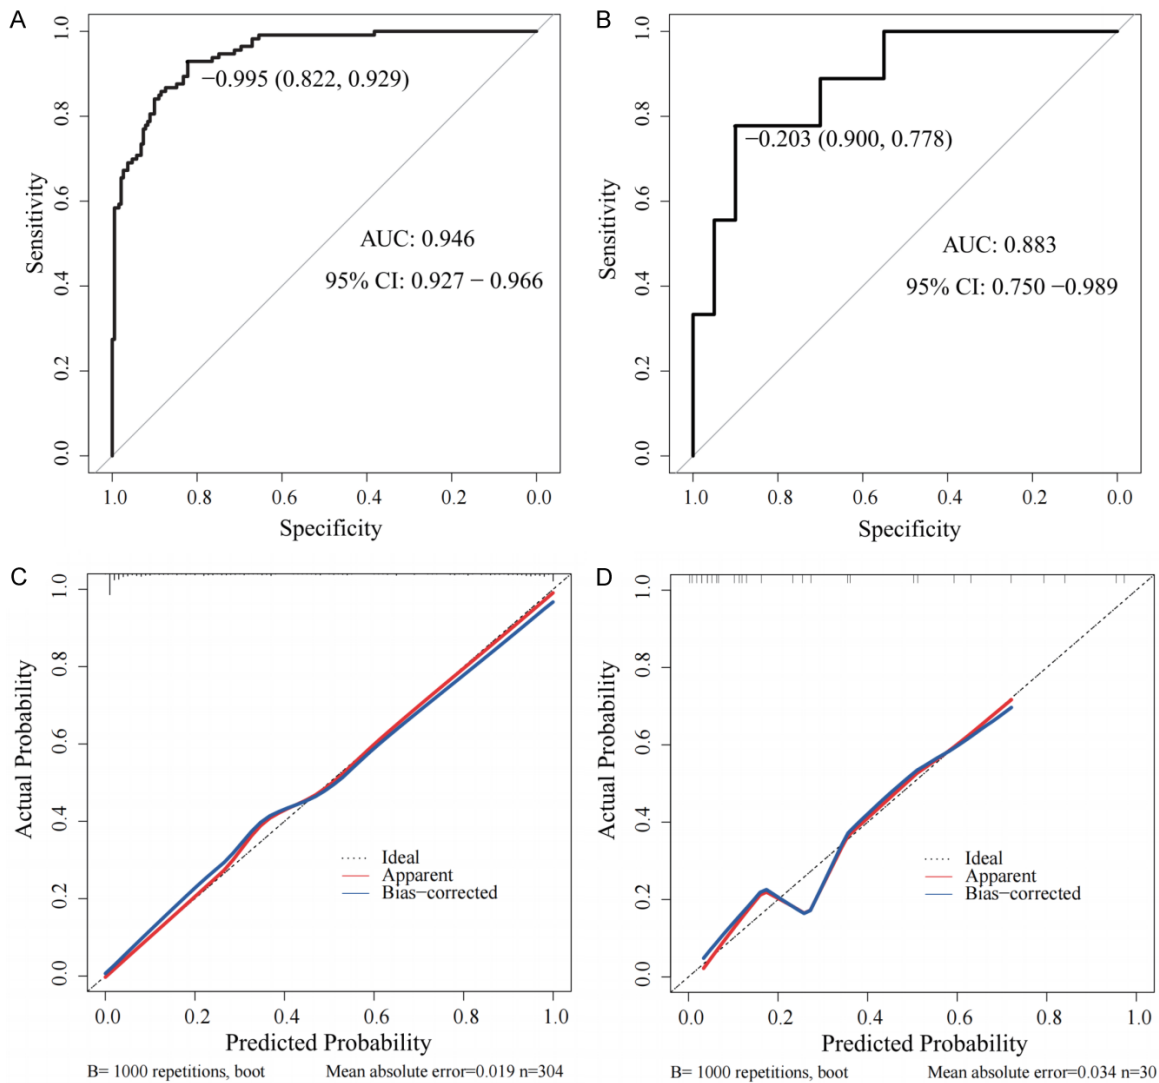 A
1.0
0.8
0.6
0.4
0.2
0.0
Sensitivity
−0.995 (0.822, 0.929)
AUC: 0.946
95% CI: 0.927 − 0.966
1.0 0.8 0.6 0.4 0.2 0.0
Specificity
B
1.0
0.8
0.6
0.4
0.2
0.0
Sensitivity
−0.203 (0.900, 0.778)
AUC: 0.883
95% CI: 0.750 −0.989
1.0 0.8 0.6 0.4 0.2 0.0
Specificity
C
1.0
0.8
0.6
0.4
0.2
0.0
Actual Probability
Ideal
Apparent
Bias−corrected
0.0 0.2 0.4 0.6 0.8 1.0
Predicted Probability
B= 1000 repetitions, boot Mean absolute error=0.019 n=304
D
1.0
0.8
0.6
0.4
0.2
0.0
Actual Probability
Ideal
Apparent
Bias−corrected
0.0 0.2 0.4 0.6 0.8 1.0
Predicted Probability
B= 1000 repetitions, boot Mean absolute error=0.034 n=30